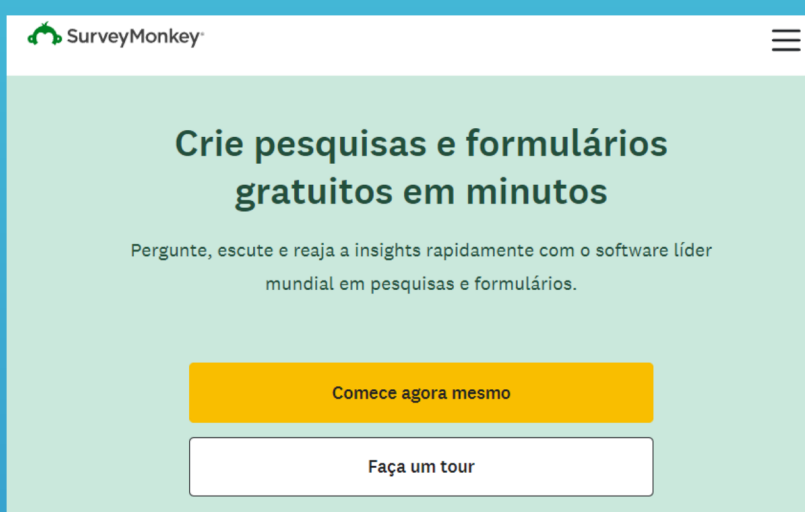 SurveyMonkey
Crie pesquisas e formulários
gratuitos em minutos
Pergunte, escute e reaja a insights rapidamente com o software líder
mundial em pesquisas e formulários.
Comece agora mesmo
Faça um tour